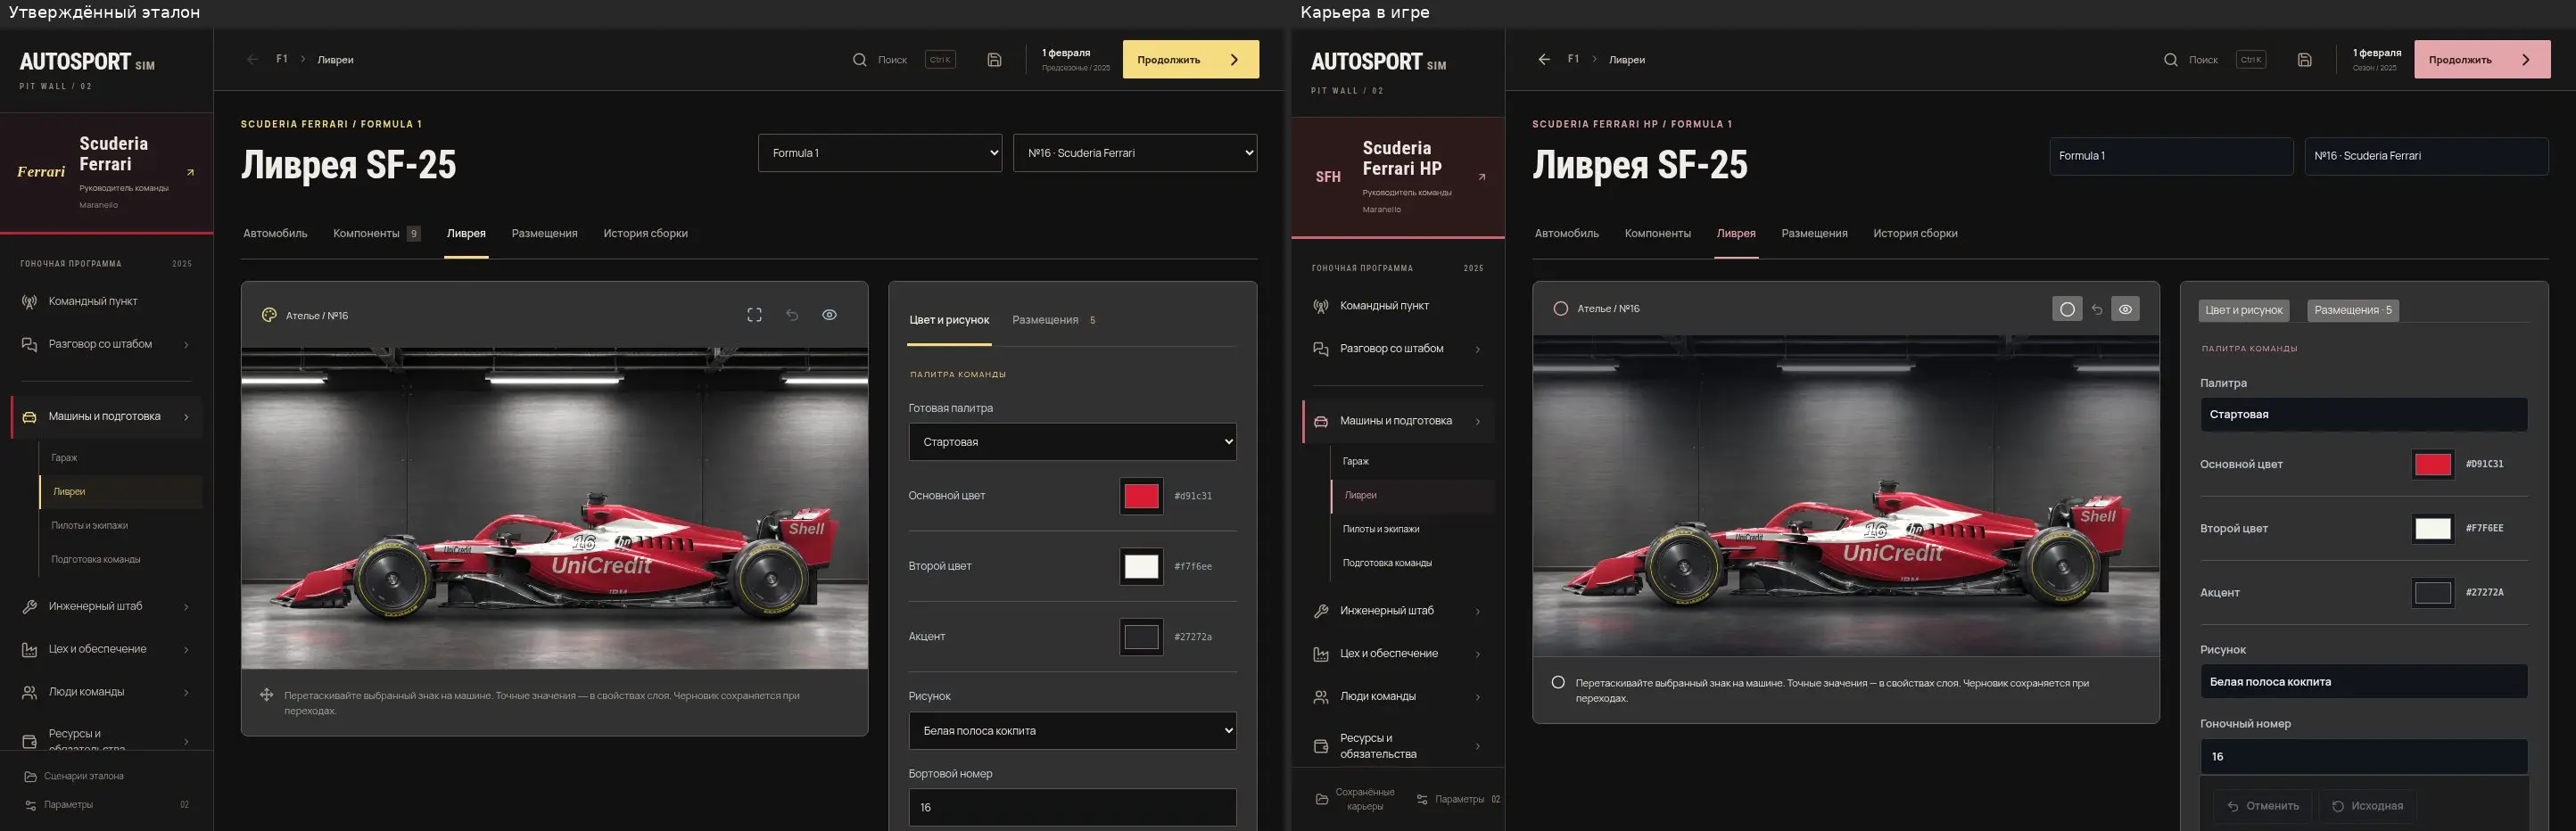 Утверждённый эталон
AUTOSPORT SIM
PIT WALL / 02
Ferrari
Scuderia
Ferrari
Руководитель команды
Maranello
ГОНОЧНАЯ ПРОГРАММА 2025
Командный пункт
Разговор со штабом
Машины и подготовка
Гараж
Ливреи
Пилоты и экипажи
Подготовка команды
Инженерный штаб
Цех и обеспечение
Люди команды
Ресурсы и
обязательства
Сценарии эталона
Параметры 02
F1 Ливреи
Поиск Ctrl K
1 февраля
Предсезонье / 2025
Продолжить
SCUDERIA FERRARI / FORMULA 1
Ливрея SF-25
Formula 1
№16 · Scuderia Ferrari
Автомобиль Компоненты 9 Ливрея Размещения История сборки
Ателье / №16
Shell
16 hp
UniCredit
UniCredit
IBM
Перетаскивайте выбранный знак на машине. Точные значения — в свойствах слоя. Черновик сохраняется при
переходах.
Цвет и рисунок Размещения 5
ПАЛИТРА КОМАНДЫ
Готовая палитра
Стартовая
Основной цвет #d91c31
Второй цвет #f7f6ee
Акцент #27272a
Рисунок
Белая полоса кокпита
Бортовой номер
16
Карьера в игре
AUTOSPORT SIM
PIT WALL / 02
SFH
Scuderia
Ferrari HP
Руководитель команды
Maranello
ГОНОЧНАЯ ПРОГРАММА 2025
Командный пункт
Разговор со штабом
Машины и подготовка
Гараж
Ливреи
Пилоты и экипажи
Подготовка команды
Инженерный штаб
Цех и обеспечение
Люди команды
Ресурсы и
обязательства
Сохранённые
карьеры
Параметры 02
F1 Ливреи
Поиск Ctrl K
1 февраля
Сезон / 2025
Продолжить
SCUDERIA FERRARI HP / FORMULA 1
Ливрея SF-25
Formula 1
№16 · Scuderia Ferrari
Автомобиль Компоненты Ливрея Размещения История сборки
Ателье / №16
Shell
16 hp
UniCredit
UniCredit
IBM
Перетаскивайте выбранный знак на машине. Точные значения — в свойствах слоя. Черновик сохраняется при
переходах.
Цвет и рисунок Размещения · 5
ПАЛИТРА КОМАНДЫ
Палитра
Стартовая
Основной цвет #D91C31
Второй цвет #F7F6EE
Акцент #27272A
Рисунок
Белая полоса кокпита
Гоночный номер
16
Отменить Исходная